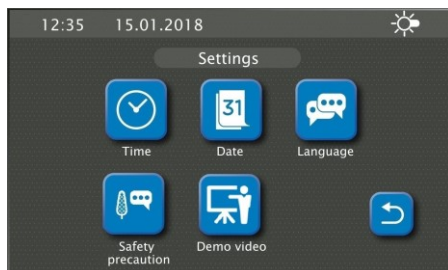 12:35 15.01.2018
Settings
31
Time Date Language
Safety
precaution Demo video